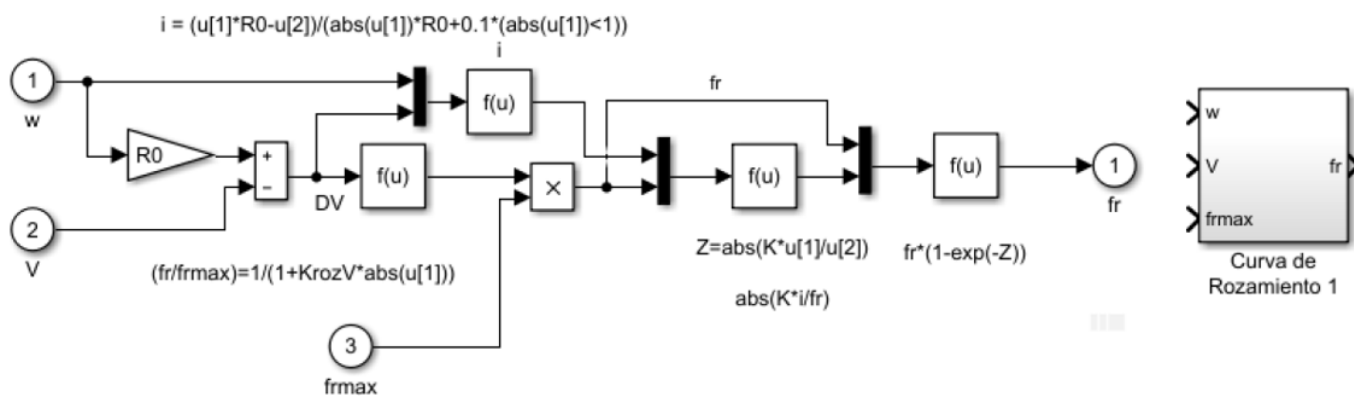 i = (u[1]*R0-u[2])/(abs(u[1])*R0+0.1*(abs(u[1])<1))
i
1
w
f(u)
fr
R0
+
−
f(u)
DV
×
f(u)
f(u)
1
fr
2
V
(fr/frmax)=1/(1+KrozV*abs(u[1]))
Z=abs(K*u[1]/u[2])
fr*(1-exp(-Z))
abs(K*i/fr)
3
frmax
w
V
fr
frmax
Curva de
Rozamiento 1